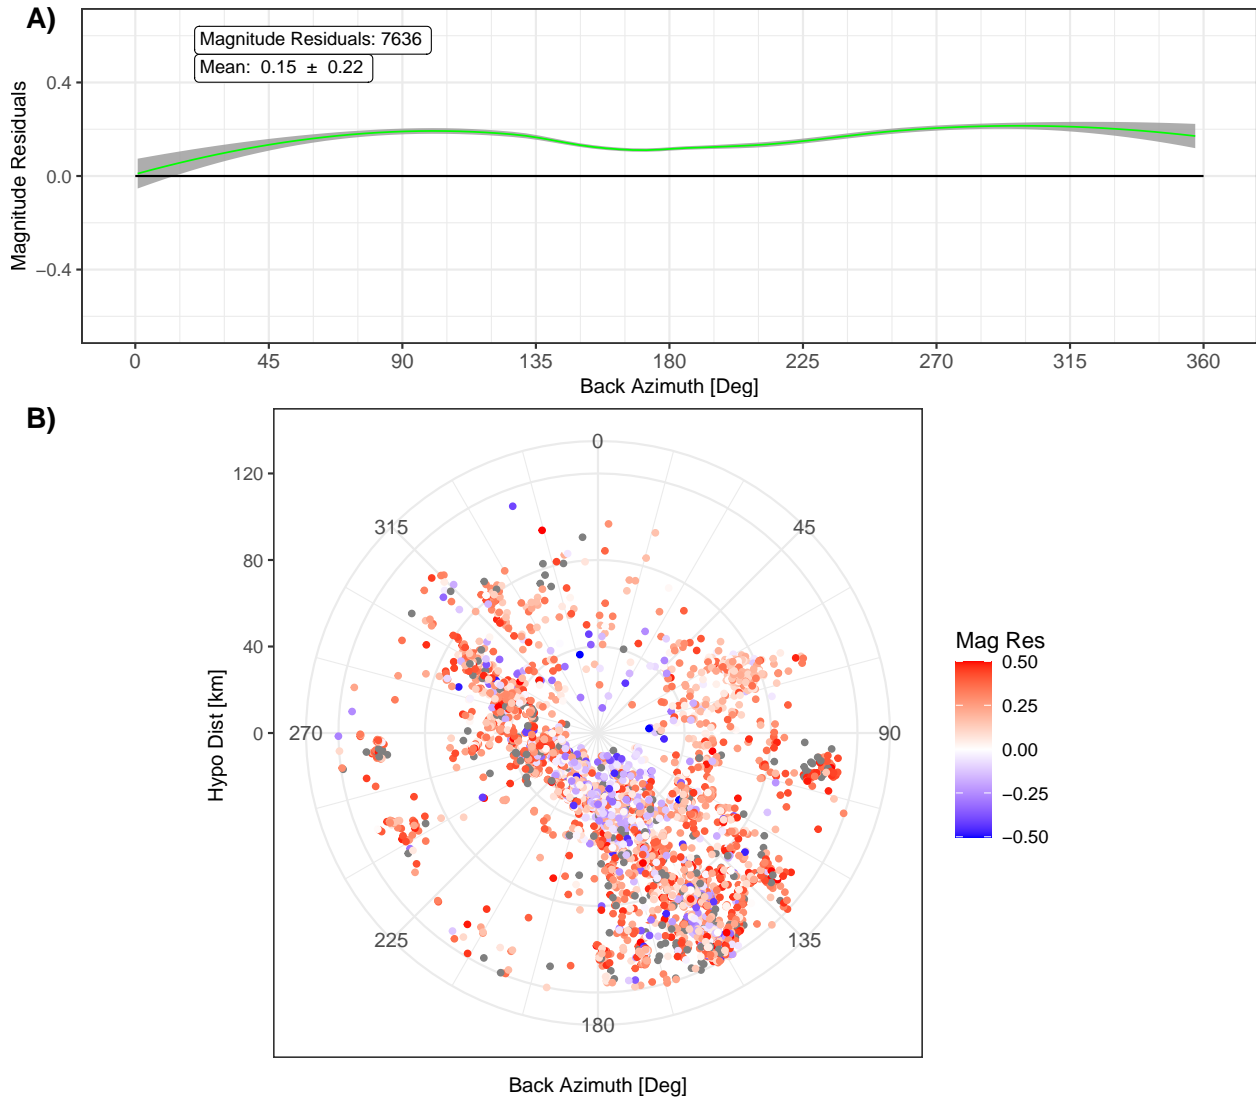 A)
Magnitude Residuals: 7636
Mean:  0.15  ±  0.22
Magnitude Residuals
0.4
0.0
−0.4
0 45 90 135 180 225 270 315 360
Back Azimuth [Deg]
B)
Hypo Dist [km]
120
80
40
0
0
45
90
135
180
225
270
315
Back Azimuth [Deg]
Mag Res
0.50
0.25
0.00
−0.25
−0.50